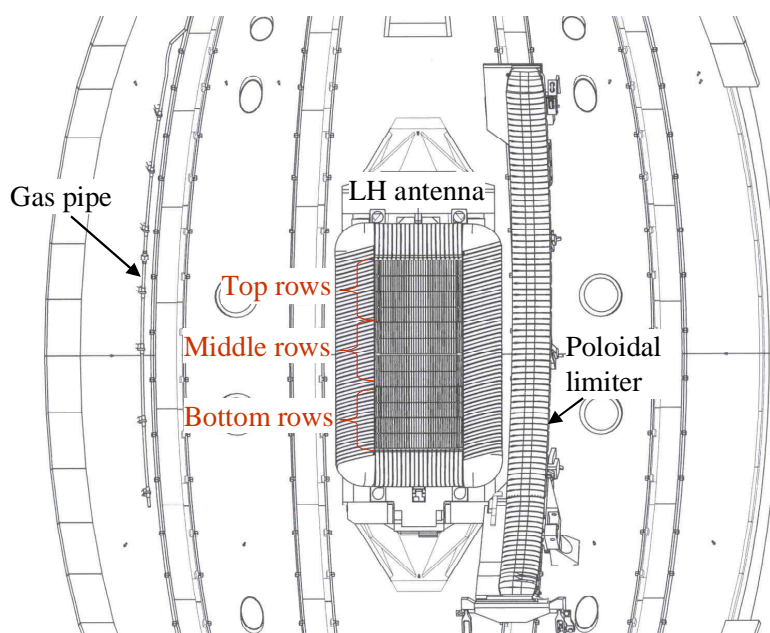 LH antenna
Gas pipe
Top rows
Middle rows
Poloidal
limiter
Bottom rows